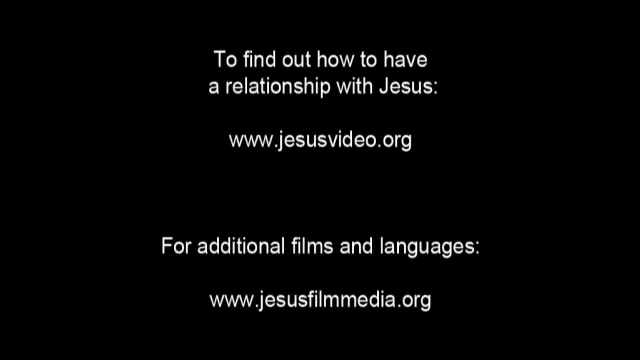 To find out how to have
a relationship with Jesus:
www.jesusvideo.org
For additional films and languages:
www.jesusfilmmedia.org